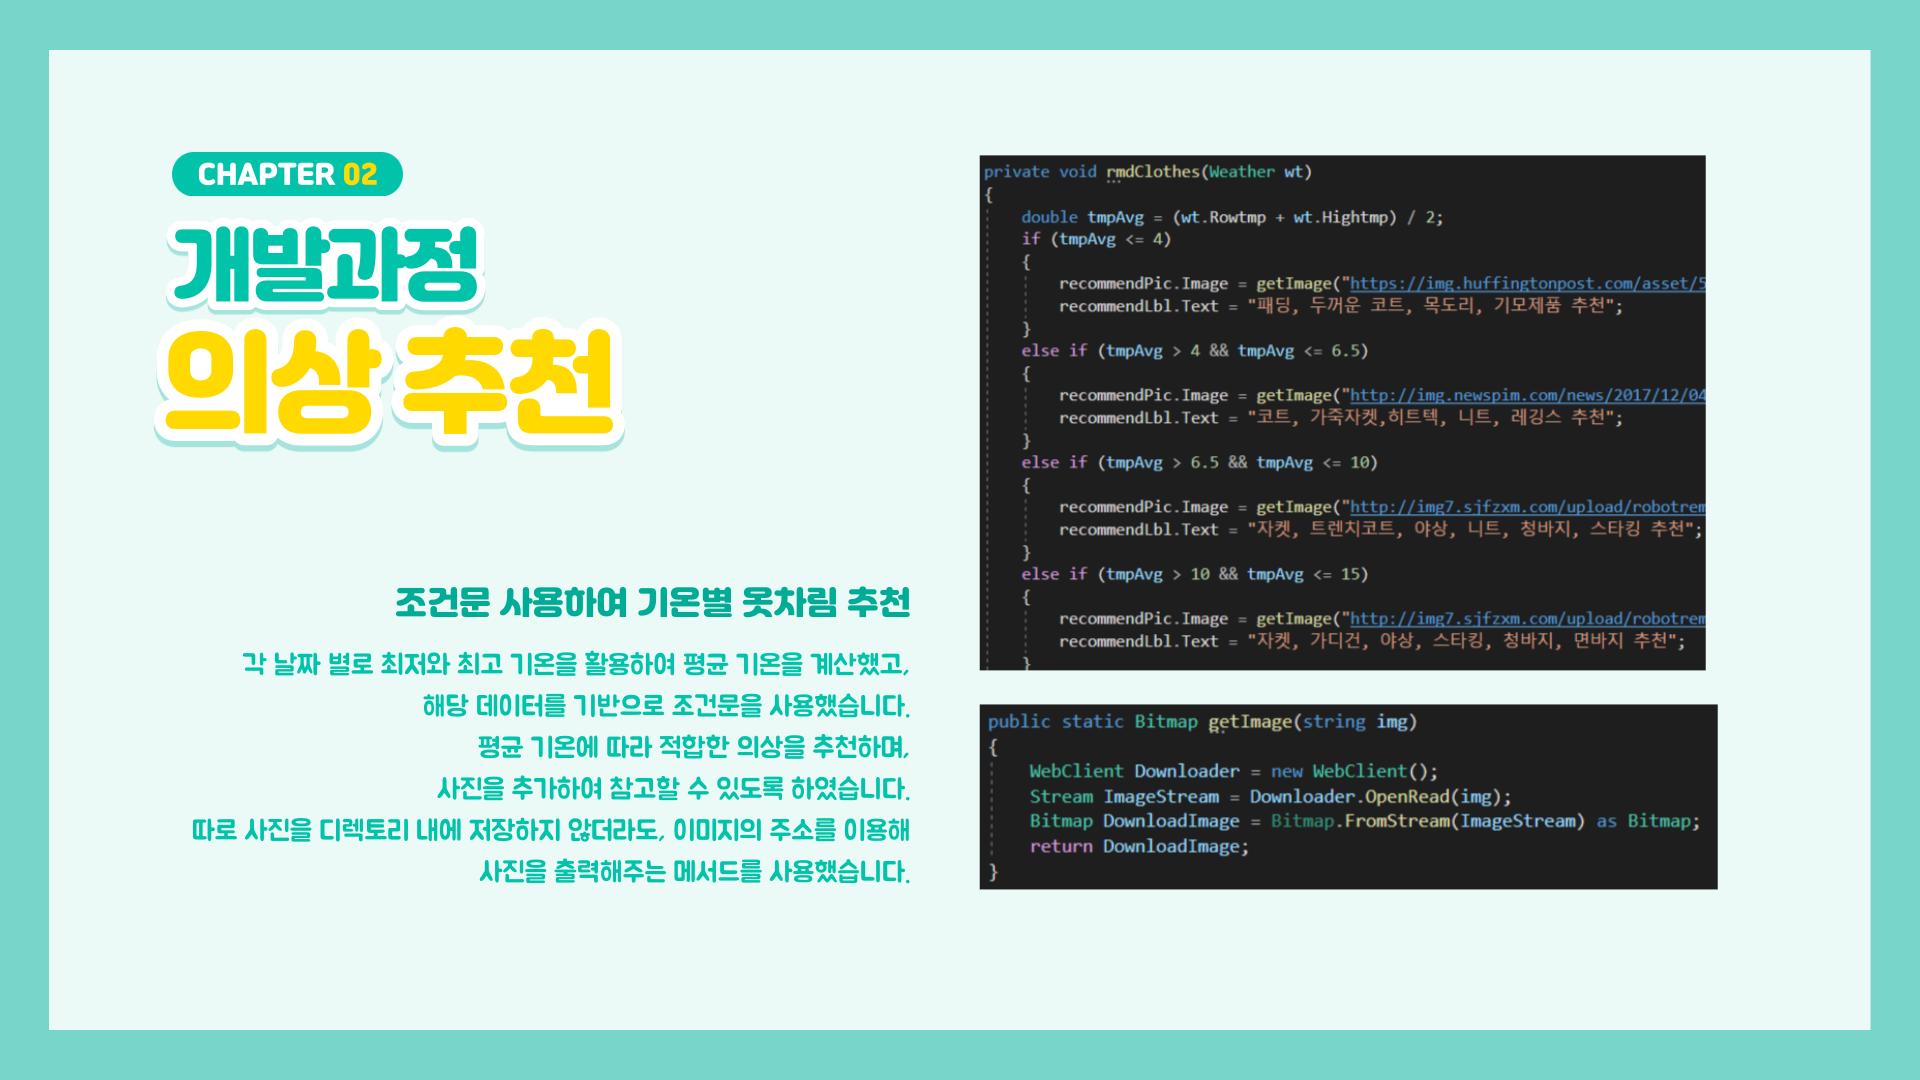 CHAPTER 02
개발과정
의상 추천
조건문 사용하여 기온별 옷차림 추천
각 날짜 별로 최저와 최고 기온을 활용하여 평균 기온을 계산했고,
해당 데이터를 기반으로 조건문을 사용했습니다.
평균 기온에 따라 적합한 의상을 추천하며,
사진을 추가하여 참고할 수 있도록 하였습니다.
따로 사진을 디렉토리 내에 저장하지 않더라도, 이미지의 주소를 이용해
사진을 출력해주는 메서드를 사용했습니다.
private void rmdClothes(Weather wt)
{
double tmpAvg = (wt.Rowtmp + wt.Hightmp) / 2;
if (tmpAvg <= 4)
{
recommendPic.Image = getImage("https://img.huffingtonpost.com/asset/5
recommendLbl.Text = "패딩, 두꺼운 코트, 목도리, 기모제품 추천";
}
else if (tmpAvg > 4 && tmpAvg <= 6.5)
{
recommendPic.Image = getImage("http://img.newspim.com/news/2017/12/04
recommendLbl.Text = "코트, 가죽자켓,히트텍, 니트, 레깅스 추천";
}
else if (tmpAvg > 6.5 && tmpAvg <= 10)
{
recommendPic.Image = getImage("http://img7.sjfzxm.com/upload/robotrem
recommendLbl.Text = "자켓, 트렌치코트, 야상, 니트, 청바지, 스타킹 추천";
}
else if (tmpAvg > 10 && tmpAvg <= 15)
{
recommendPic.Image = getImage("http://img7.sjfzxm.com/upload/robotrem
recommendLbl.Text = "자켓, 가디건, 야상, 스타킹, 청바지, 면바지 추천";
}
public static Bitmap getImage(string img)
{
WebClient Downloader = new WebClient();
Stream ImageStream = Downloader.OpenRead(img);
Bitmap DownloadImage = Bitmap.FromStream(ImageStream) as Bitmap;
return DownloadImage;
}